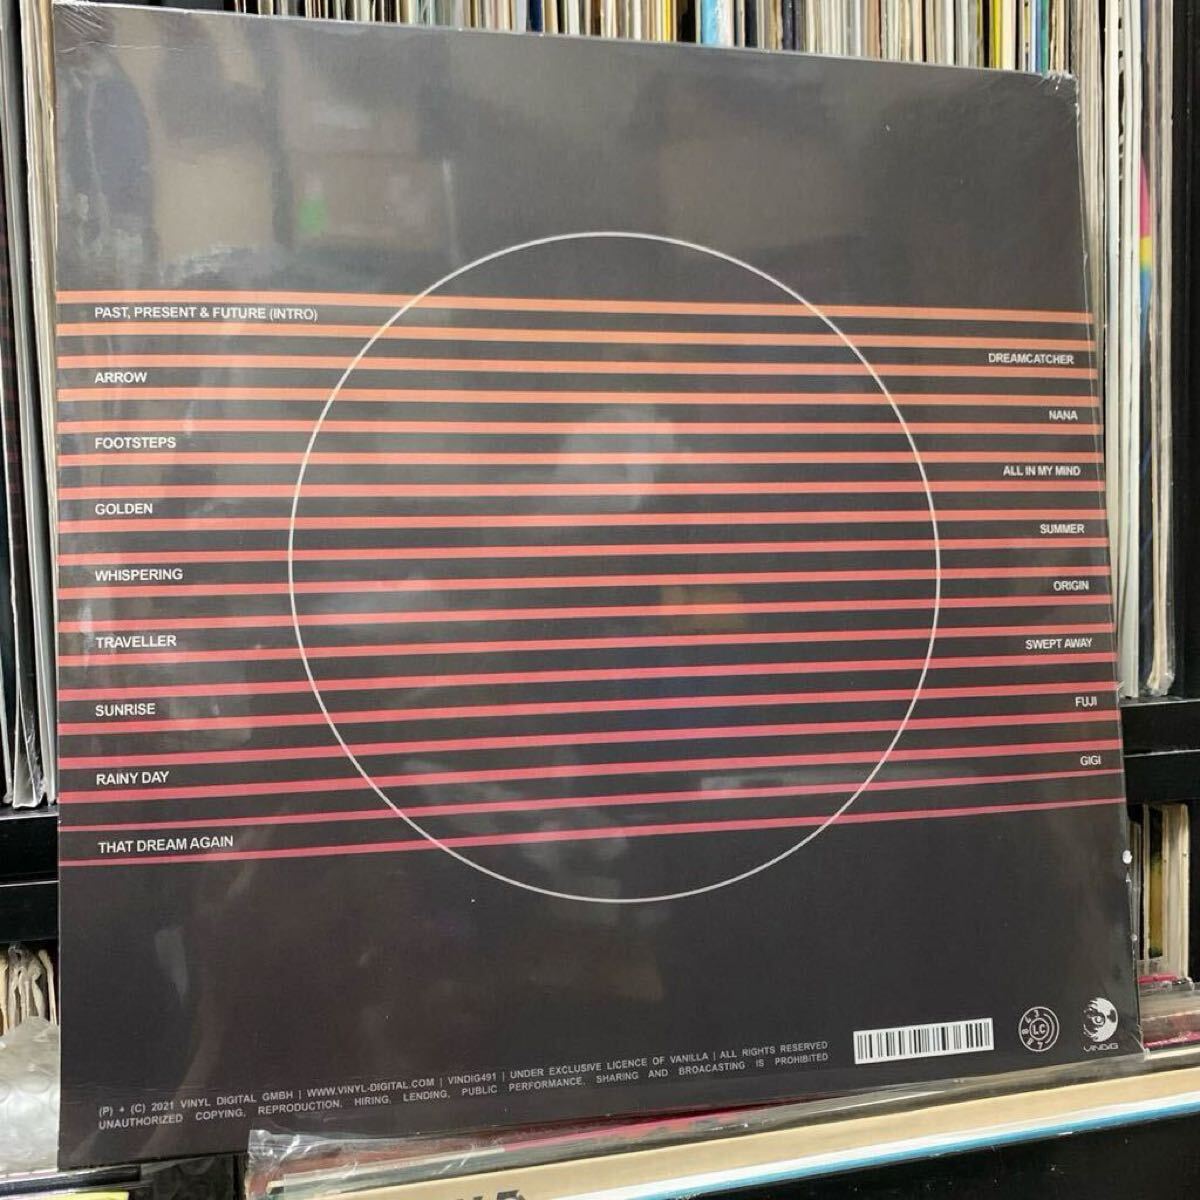 PAST, PRESENT & FUTURE (INTRO)
DREAMCATCHER
ARROW
NANA
FOOTSTEPS
ALL IN MY MIND
GOLDEN
SUMMER
WHISPERING
ORIGIN
TRAVELLER
SWEPT AWAY
SUNRISE
FUJI
RAINY DAY
GIGI
THAT DREAM AGAIN
(P) + (C) 2021 VINYL DIGITAL GMBH | WWW.VINYL-DIGITAL.COM | VINDIG491 | UNDER EXCLUSIVE LICENCE OF VANILLA | ALL RIGHTS RESERVED
UNAUTHORIZED COPYING, REPRODUCTION, HIRING, LENDING, PUBLIC PERFORMANCE, SHARING AND BROACASTING IS PROHIBITED
LC
VINDIG